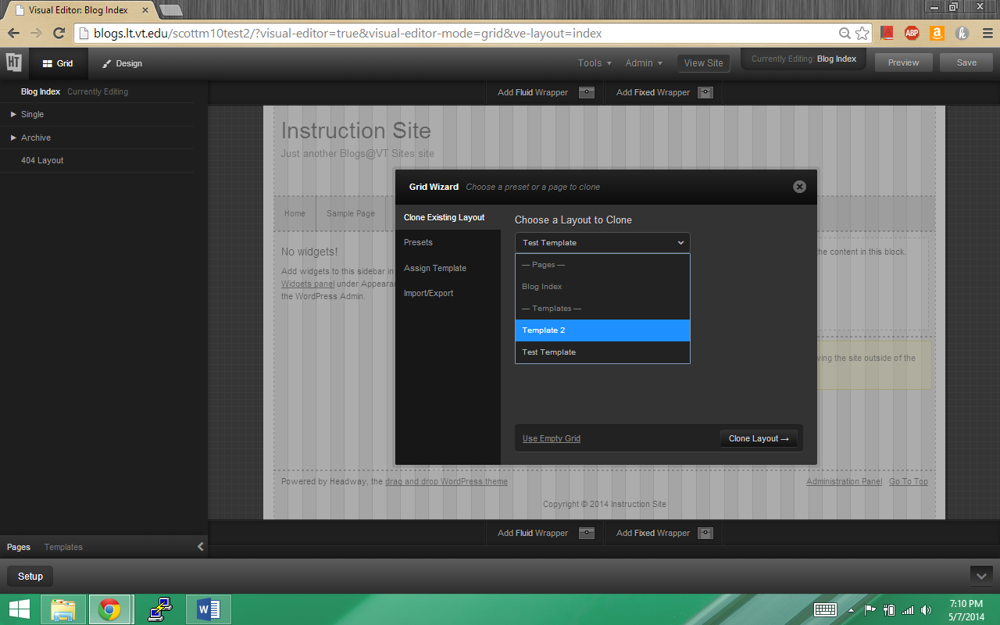 Visual Editor: Blog Index
blogs.lt.vt.edu/scottm10test2/?visual-editor=true&visual-editor-mode=grid&ve-layout=index
ABP
a
h
HT
Grid
Design
Tools
Admin
View Site
Currently Editing: Blog Index
Preview
Save
Blog Index Currently Editing
Single
Archive
404 Layout
Add Fluid Wrapper
Add Fixed Wrapper
Instruction Site
Just another Blogs@VT Sites site
Home
Sample Page
No widgets!
Add widgets to this sidebar in
Widgets panel under Appeara
the WordPress Admin.
the content in this block.
wing the site outside of the
Grid Wizard Choose a preset or a page to clone
Clone Existing Layout
Presets
Assign Template
Import/Export
Choose a Layout to Clone
Test Template
— Pages —
Blog Index
— Templates —
Template 2
Test Template
Use Empty Grid
Clone Layout →
Powered by Headway, the drag and drop WordPress theme
Administration Panel Go To Top
Copyright © 2014 Instruction Site
Add Fluid Wrapper
Add Fixed Wrapper
Pages
Templates
Setup
7:10 PM
5/7/2014